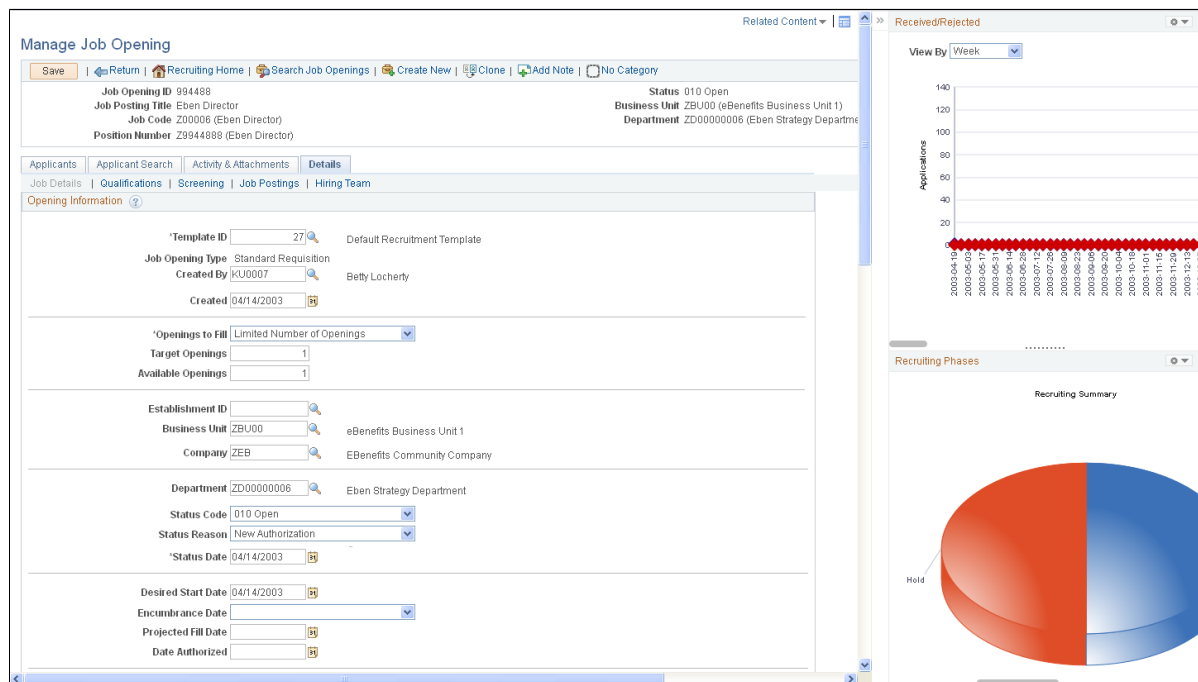 Related Content
Manage Job Opening
Save | Return | Recruiting Home | Search Job Openings | Create New | Clone | Add Note | No Category
Job Opening ID 994488
Status 010 Open
Job Posting Title Eben Director
Business Unit ZBU00 (eBenefits Business Unit 1)
Job Code Z00006 (Eben Director)
Department ZD00000006 (Eben Strategy Departme
Position Number Z9944888 (Eben Director)
Applicants Applicant Search Activity & Attachments Details
Job Details | Qualifications | Screening | Job Postings | Hiring Team
Opening Information ?
*Template ID 27 Default Recruitment Template
Job Opening Type Standard Requisition
Created By KU0007 Betty Locherty
Created 04/14/2003
*Openings to Fill Limited Number of Openings
Target Openings 1
Available Openings 1
Establishment ID
Business Unit ZBU00 eBenefits Business Unit 1
Company ZEB EBenefits Community Company
Department ZD00000006 Eben Strategy Department
Status Code 010 Open
Status Reason New Authorization
*Status Date 04/14/2003
Desired Start Date 04/14/2003
Encumbrance Date
Projected Fill Date
Date Authorized
Received/Rejected
View By Week
Applications
140
120
100
80
60
40
20
0
2003-04-19
2003-05-03
2003-05-17
2003-05-31
2003-06-14
2003-06-28
2003-07-12
2003-07-26
2003-08-09
2003-08-23
2003-09-06
2003-09-20
2003-10-04
2003-10-18
2003-11-01
2003-11-15
2003-11-29
2003-12-13
Recruiting Phases
Recruiting Summary
Hold